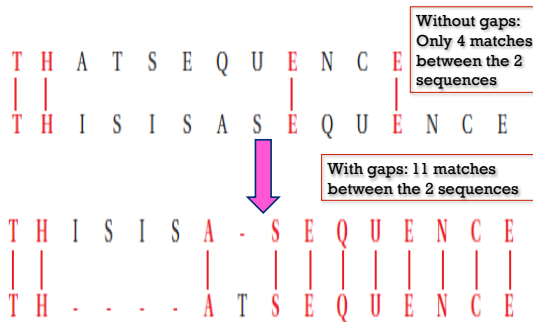 Without gaps:
Only 4 matches
between the 2
sequences
T H A T S E Q U E N C E
T H I S I S A S E Q U E N C E
With gaps: 11 matches
between the 2 sequences
T H I S I S A - S E Q U E N C E
T H - - - - A T S E Q U E N C E